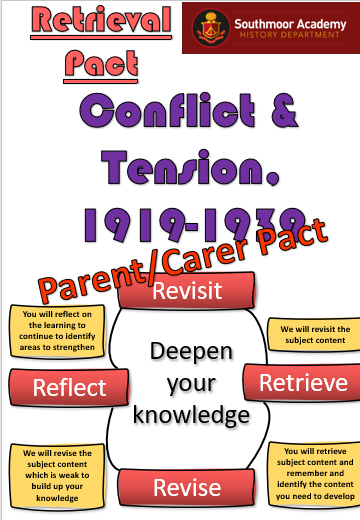 Retrieval
Pact
Southmoor Academy
HISTORY DEPARTMENT
Conflict &
Tension,
1919-1939
Parent/Carer Pact
Revisit
You will reflect on
the learning to
continue to identify
areas to strengthen
We will revisit the
subject content
Deepen
your
knowledge
Reflect
Retrieve
We will revise the
subject content
which is weak to
build up your
knowledge
You will retrieve
subject content and
remember and
identify the content
you need to develop
Revise